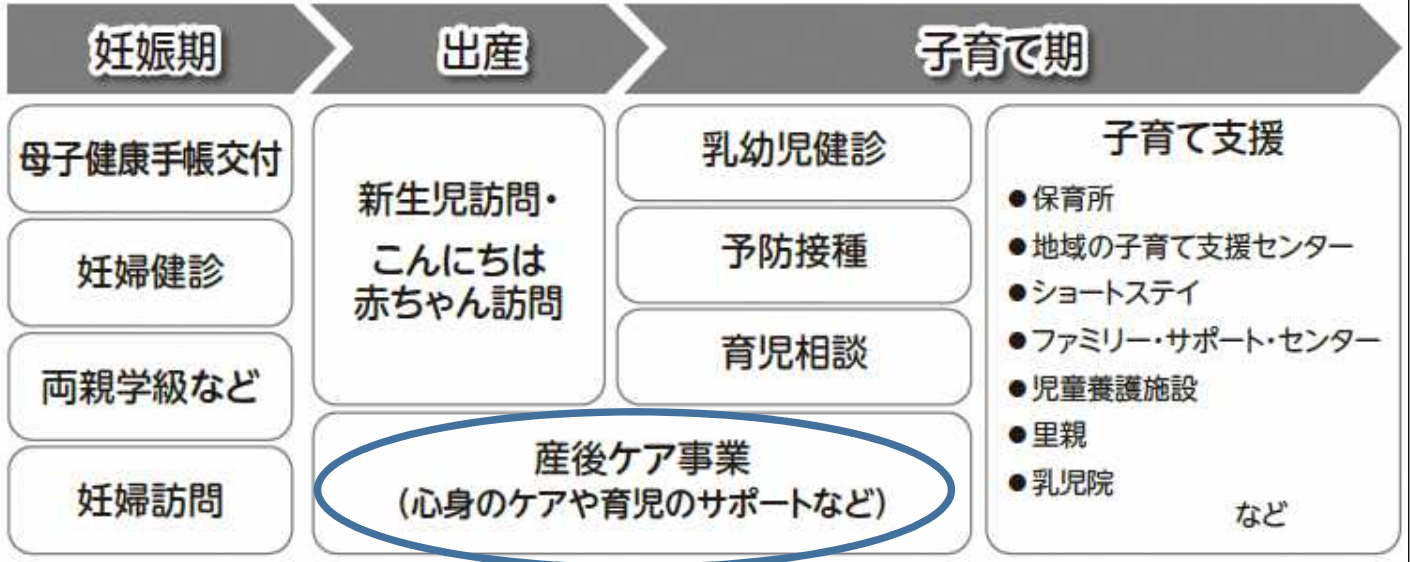 妊娠期
出産
子育て期
母子健康手帳交付
妊婦健診
両親学級など
妊婦訪問
新生児訪問・
こんにちは
赤ちゃん訪問
乳幼児健診
予防接種
育児相談
産後ケア事業
(心身のケアや育児のサポートなど)
子育て支援
●保育所
●地域の子育て支援センター
●ショートステイ
●ファミリー・サポート・センター
●児童養護施設
●里親
●乳児院
など